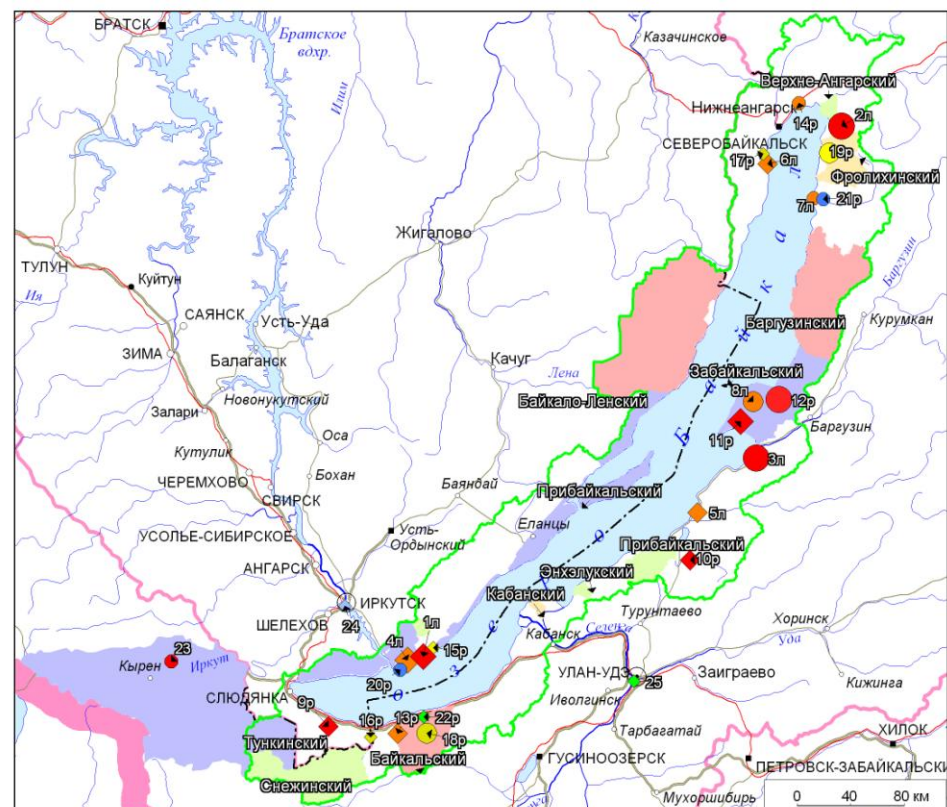 БРАТСК
Братское
вдхр.
Илим
Казачинское
Верхне-Ангарский
Нижнеангарск
14р
2л
СЕВЕРОБАЙКАЛЬСК
17р
6л
19р
Фролихинский
7л
21р
Жигалово
ТУЛУН
Куйтун
Ия
Баргузин
САЯНСК
Усть-Уда
Курумкан
ЗИМА
Балаганск
Баргузинский
Качуг
Новонукутский
Лена
Забайкальский
8л
12р
Байкало-Ленский
Залари
Баргузин
11р
Оса
Кутулик
3л
Бохан
ЧЕРЕМХОВО
Баяндай
СВИРСК
Прибайкальский
5л
УСОЛЬЕ-СИБИРСКОЕ
Усть-
Ордынский
Еланцы
Прибайкальский
10р
АНГАРСК
Энхэлукский
Кабанский
ИРКУТСК
24
ШЕЛЕХОВ
1л
Турунтаево
Хоринск
Кабанск
Селенга
Уда
4л
15р
23
Кырен
Иркут
20р
УЛАН-УДЭ
25
Заиграево
Кижинга
СЛЮДЯНКА
Иволгинск
9р
16р
13р
22р
18р
Тарбагатай
Тункинский
Байкальский
ХИЛОК
Снежинский
ГУСИНООЗЕРСК
ПЕТРОВСК-ЗАБАЙКАЛЬСКИ
Мухоршибирь
0 40 80 км
озеро Байкал